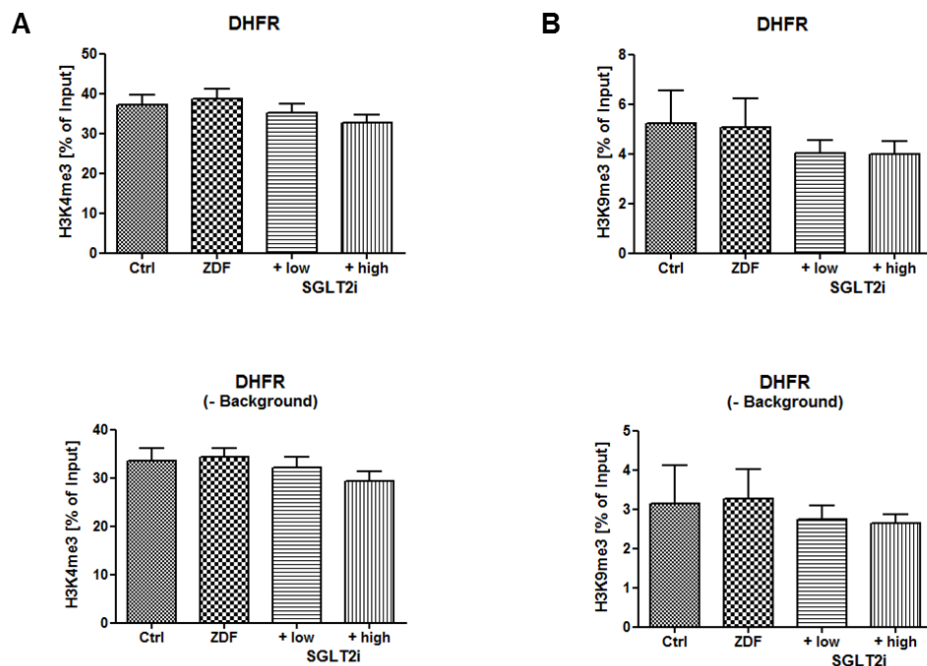 A
DHFR
H3K4me3 [% of Input]
50
40
30
20
10
0
Ctrl ZDF + low + high
SGLT2i
B
DHFR
H3K9me3 [% of Input]
8
6
4
2
0
Ctrl ZDF + low + high
SGLT2i
DHFR
(- Background)
H3K4me3 [% of Input]
40
30
20
10
0
Ctrl ZDF + low + high
SGLT2i
DHFR
(- Background)
H3K9me3 [% of Input]
5
4
3
2
1
0
Ctrl ZDF + low + high
SGLT2i